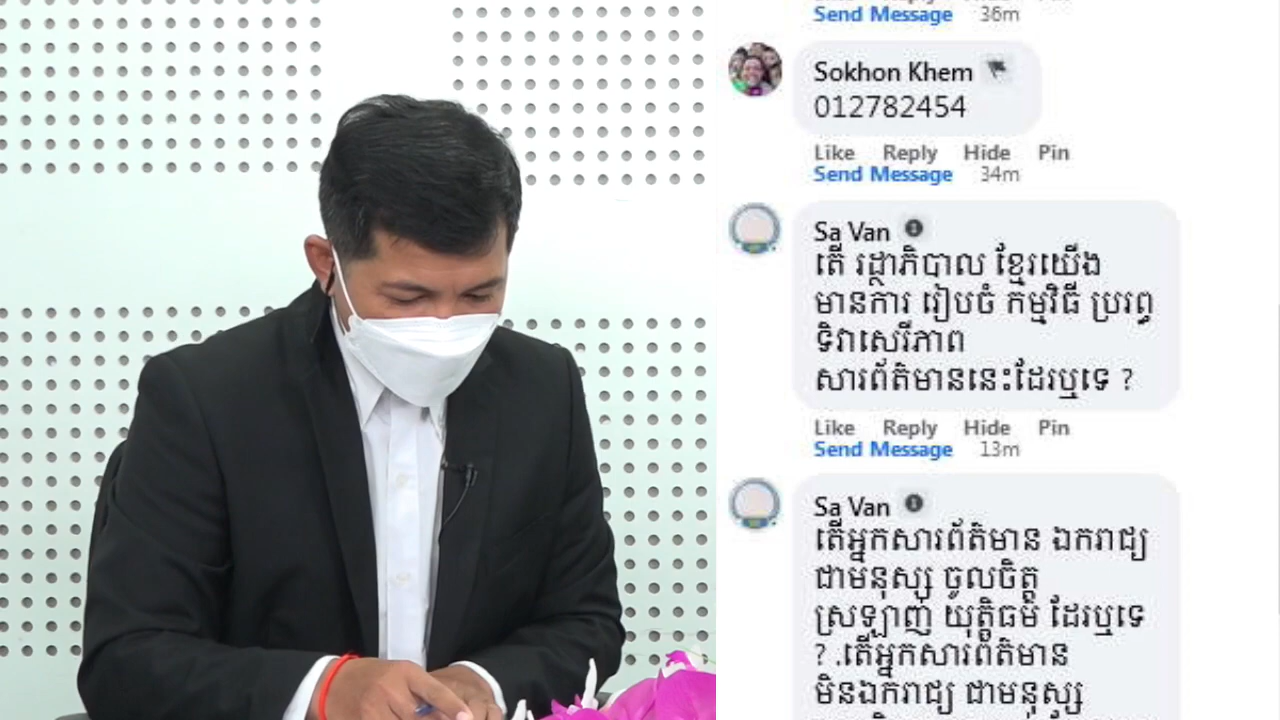 Send Message 36m
Sokhon Khem
012782454
Like Reply Hide Pin
Send Message 34m
Sa Van
តើ រដ្ឋាភិបាល ខ្មែរយើង
មានការ រៀបចំ កម្មវិធី ប្ររព្ធ
ទិវាសេរីភាព
សារព័ត៌មាននេះដែរឬទេ ?
Like Reply Hide Pin
Send Message 13m
Sa Van
តើអ្នកសារព័ត៌មាន ឯករាជ្យ
ជាមនុស្ស ចូលចិត្ត
ស្រឡាញ់ យុត្តិធម៌ ដែរឬទេ
? .តើអ្នកសារព័ត៌មាន
មិនឯករាជ្យ ជាមនុស្ស